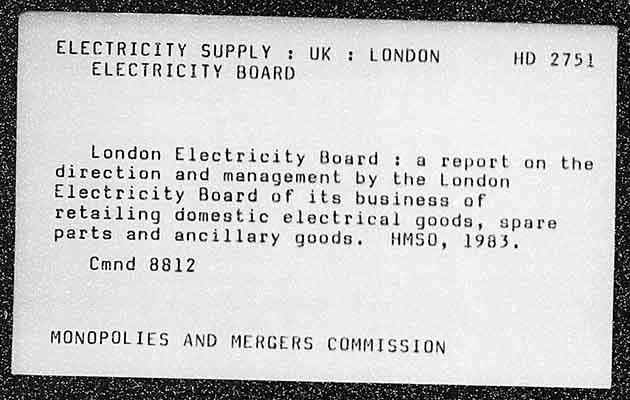 ELECTRICITY SUPPLY : UK : LONDON HD 2751
ELECTRICITY BOARD
London Electricity Board : a report on the
direction and management by the London
Electricity Board of its business of
retailing domestic electrical goods, spare
parts and ancillary goods. HMSO, 1983.
Cmnd 8812
MONOPOLIES AND MERGERS COMMISSION